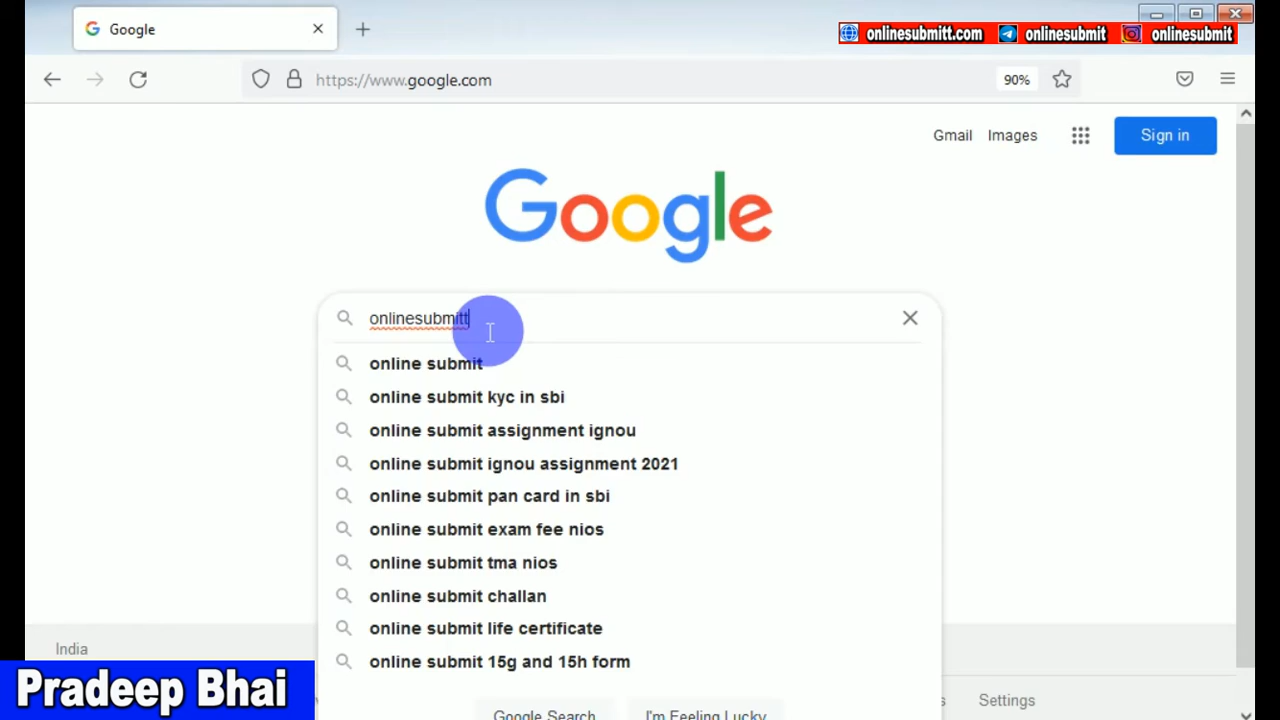 Google
onlinesubmitt.com onlinesubmit onlinesubmit
https://www.google.com 90%
Gmail Images Sign in
Google
onlinesubmitt
online submit
online submit kyc in sbi
online submit assignment ignou
online submit ignou assignment 2021
online submit pan card in sbi
online submit exam fee nios
online submit tma nios
online submit challan
online submit life certificate
online submit 15g and 15h form
India
Pradeep Bhai
Settings
Google Search I'm Feeling Lucky